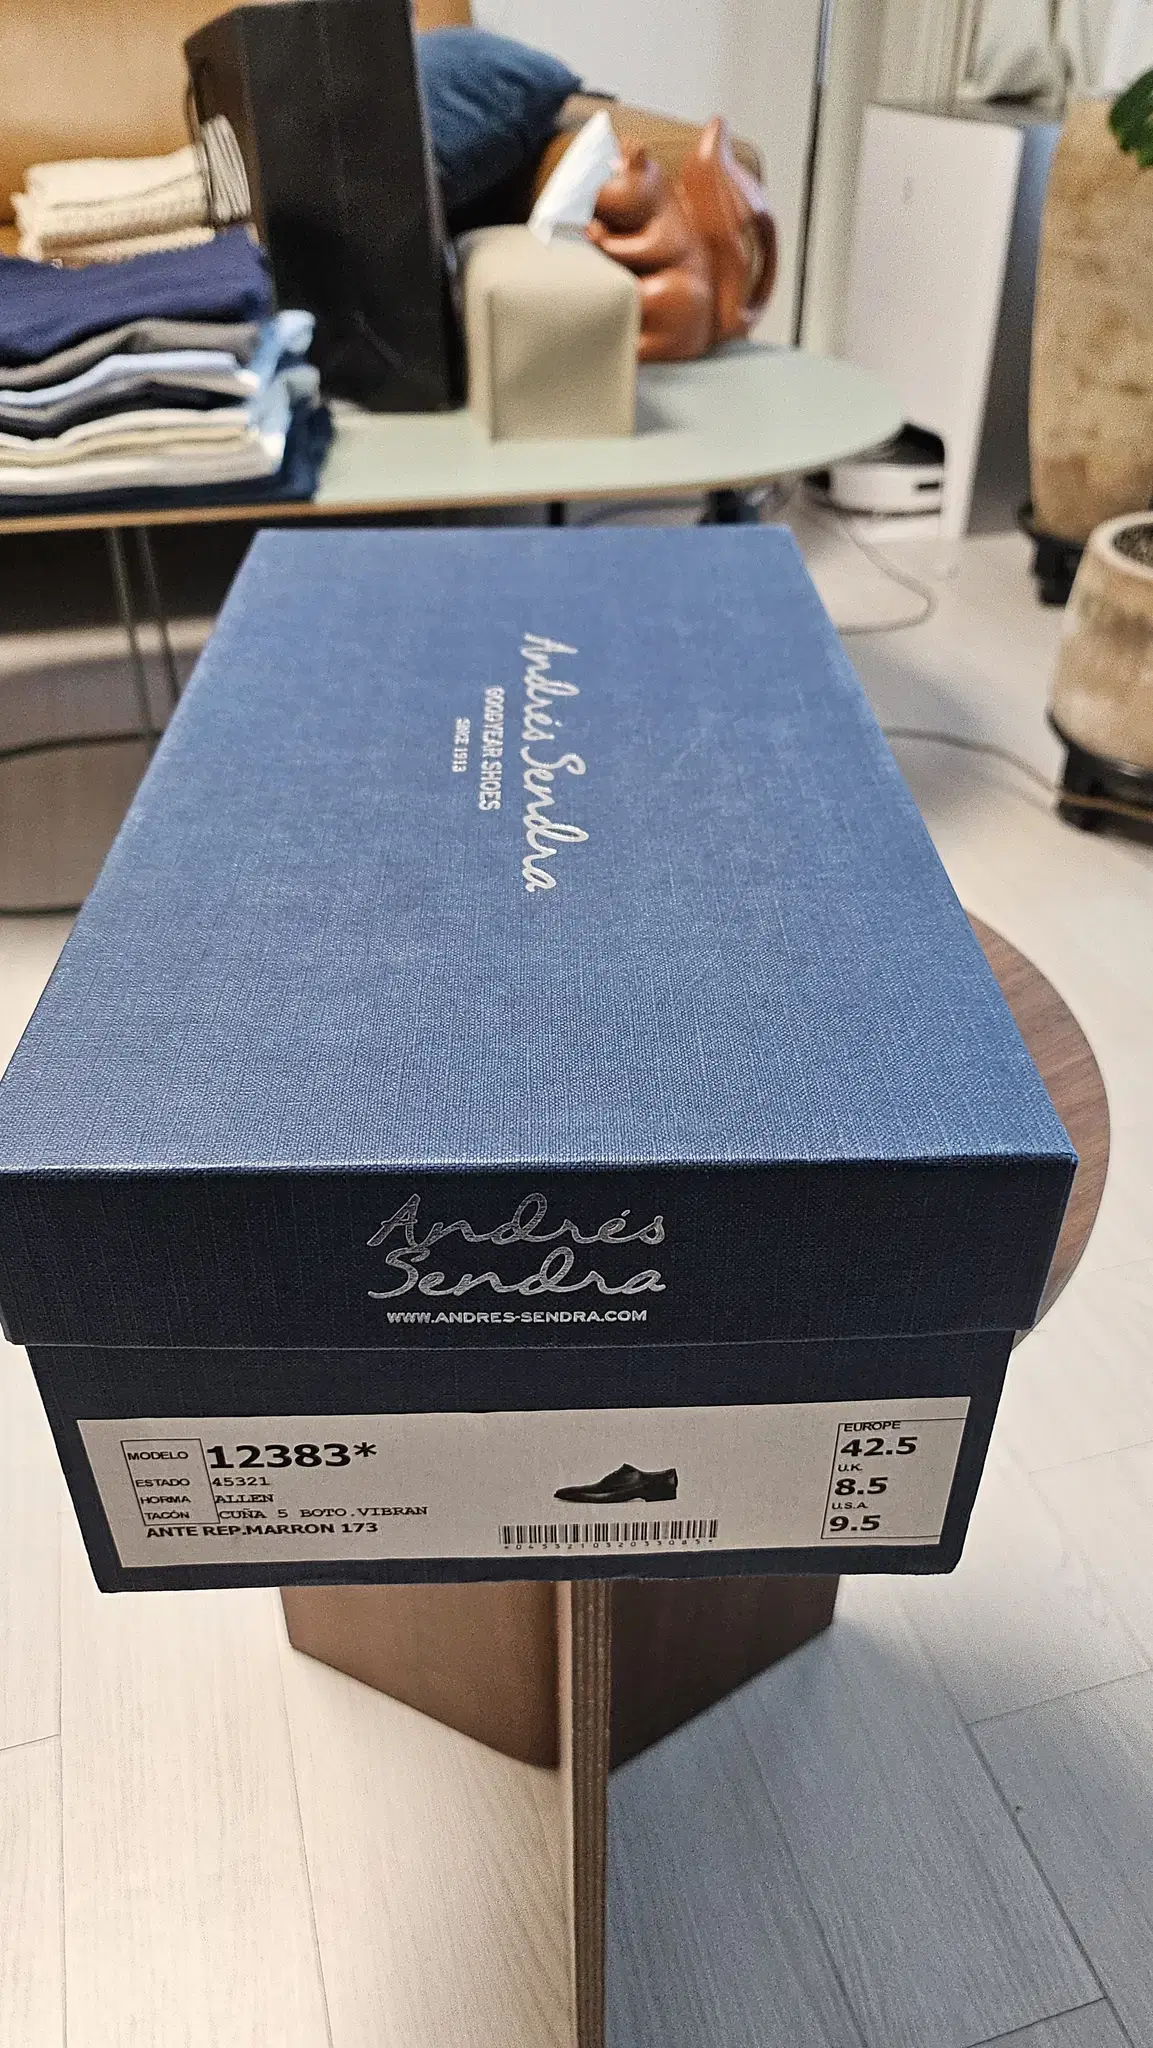 Andrés Sendra
GOODYEAR SHOES
SINCE 1913
Andrés
Sendra
WWW.ANDRES-SENDRA.COM
MODELO 12383*
ESTADO 45321
HORMA ALLEN
TACÓN CUÑA 5 BOTO.VIBRAN
ANTE REP.MARRON 173
EUROPE
42.5
U.K.
8.5
U.S.A.
9.5